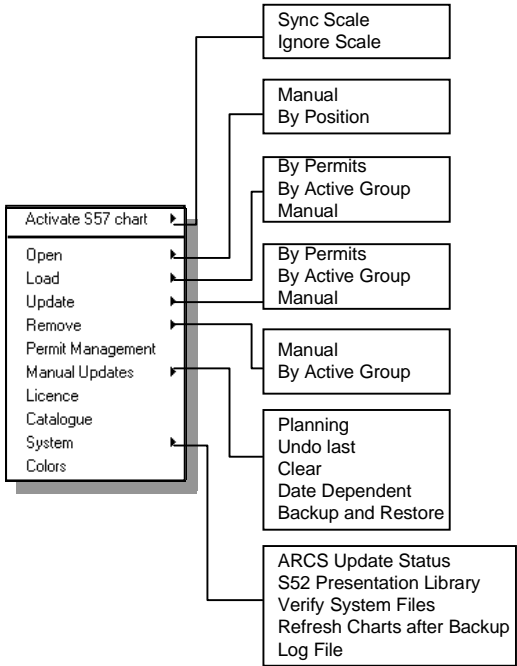 Sync Scale
Ignore Scale
Manual
By Position
By Permits
By Active Group
Manual
By Permits
By Active Group
Manual
Manual
By Active Group
Planning
Undo last
Clear
Date Dependent
Backup and Restore
ARCS Update Status
S52 Presentation Library
Verify System Files
Refresh Charts after Backup
Log File
Activate S57 chart
Open
Load
Update
Remove
Permit Management
Manual Updates
Licence
Catalogue
System
Colors